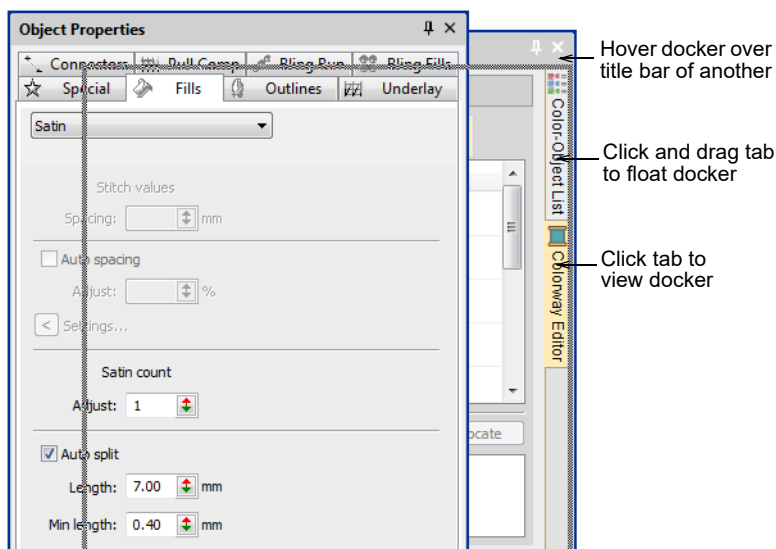 Object Properties
Connectors Pull Comp Bling Run Bling Fills
Special Fills Outlines Underlay
Satin
Stitch values
Spacing: mm
Auto spacing
Adjust: %
< Settings...
Satin count
Adjust: 1
Auto split
Length: 7.00 mm
Min length: 0.40 mm
ocate
Color-Object List
Colorway Editor
Hover docker over
title bar of another
Click and drag tab
to float docker
Click tab to
view docker